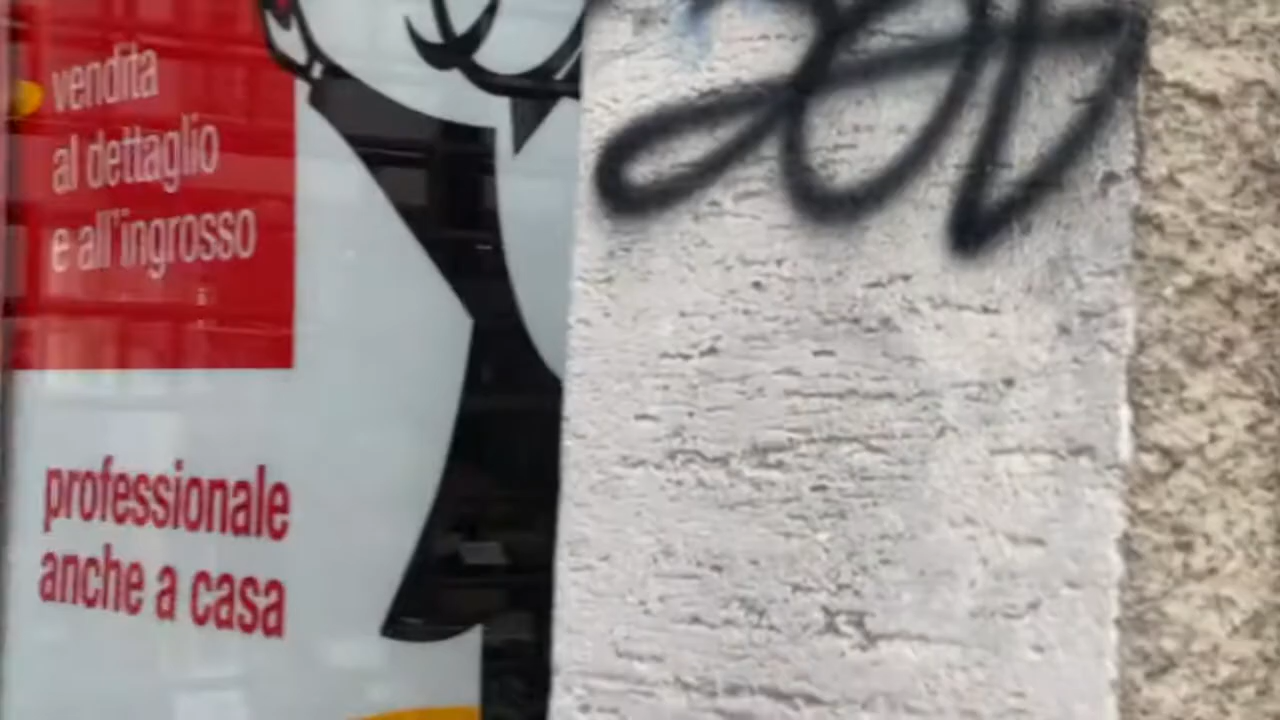 vendita
al dettaglio
e all'ingrosso
professionale
anche a casa